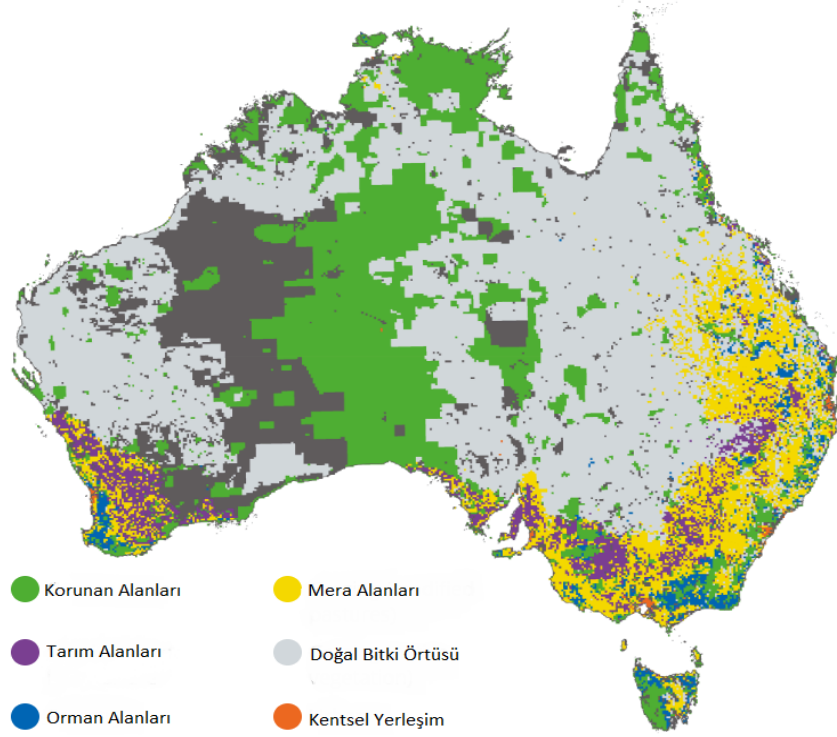 Korunan Alanları
Mera Alanları
Tarım Alanları
Doğal Bitki Örtüsü
Orman Alanları
Kentsel Yerleşim